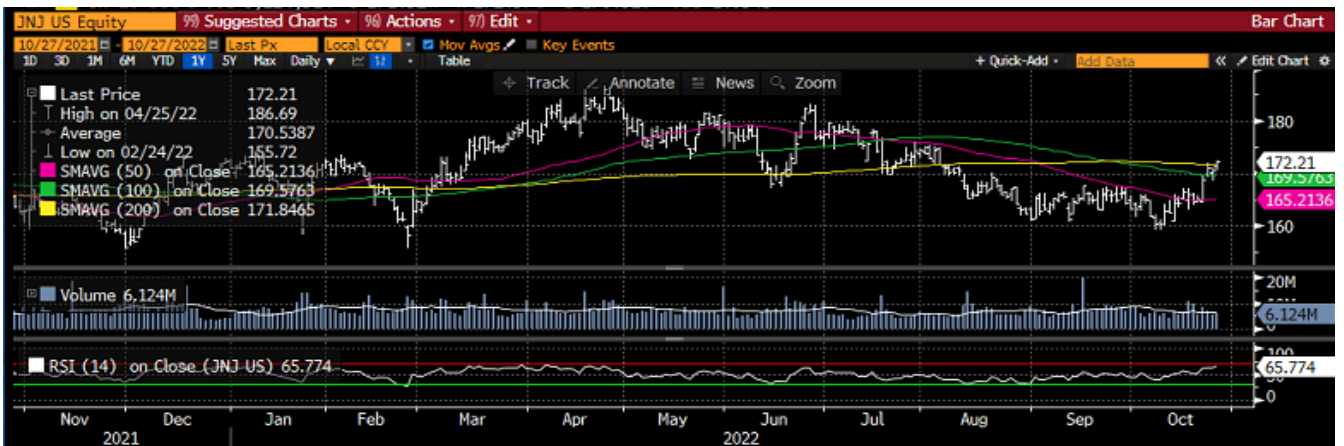 JNJ US Equity 99) Suggested Charts 96) Actions 97) Edit Bar Chart
10/27/2021 - 10/27/2022 Last Px Local CCY Mov Avgs Key Events
1D 3D 1M 6M YTD 1Y 5Y Max Daily Table + Quick-Add Add Data « Edit Chart
Track Annotate News Zoom
Last Price 172.21
High on 04/25/22 186.69
Average 170.5387
Low on 02/24/22 155.72
SMAVG (50) on Close 165.2136
SMAVG (100) on Close 169.5763
SMAVG (200) on Close 171.8465
180
172.21
169.5763
165.2136
160
Volume 6.124M
20M
6.124M
0
RSI (14) on Close (JNJ US) 65.774
100
65.774
0
Nov Dec Jan Feb Mar Apr May Jun Jul Aug Sep Oct
2021 2022